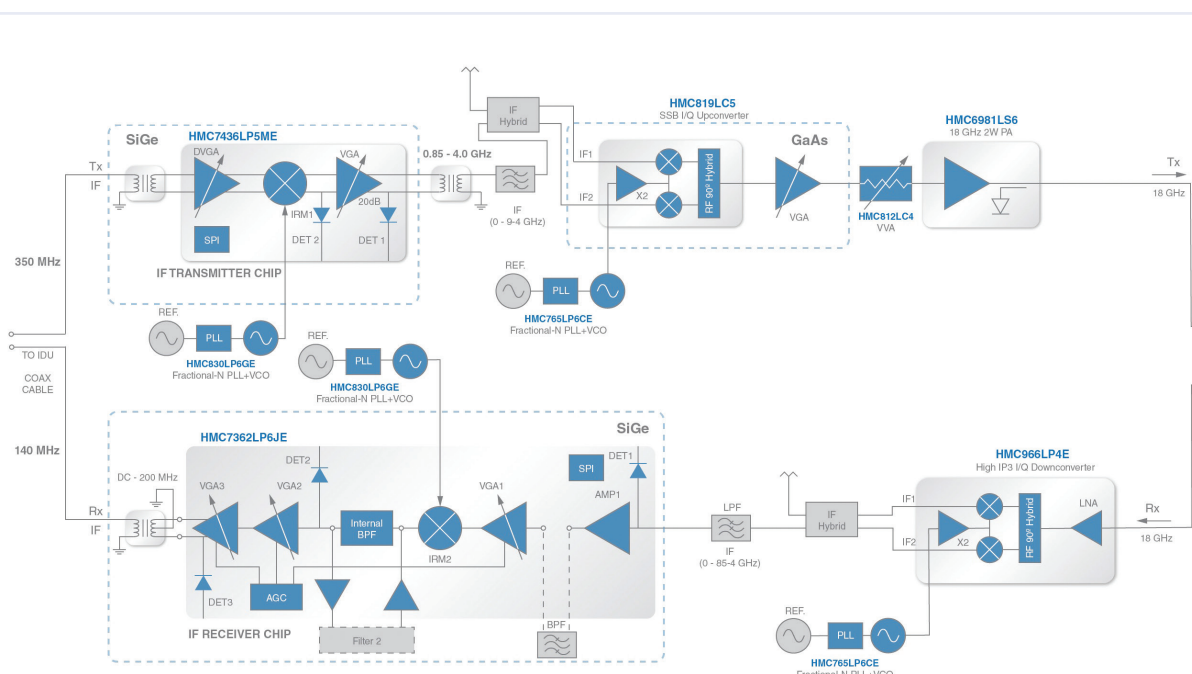 HMC819LC5
SSB I/Q Upconverter
IF
Hybrid
HMC6981LS6
18 GHz 2W PA
SiGe
HMC7436LP5ME
GaAs
DVGA
VGA
0.85 - 4.0 GHz
IF1
Tx
IF
X2
RF 90º Hybrid
Tx
18 GHz
IF2
20dB
IRM1
DET 2
DET 1
SPI
IF
(0 - 9-4 GHz)
VGA
HMC812LC4
VVA
350 MHz
IF TRANSMITTER CHIP
REF.
PLL
HMC765LP6CE
Fractional-N PLL+VCO
REF.
PLL
HMC830LP6GE
Fractional-N PLL+VCO
REF.
PLL
HMC830LP6GE
Fractional-N PLL+VCO
TO IDU
COAX
CABLE
140 MHz
SiGe
HMC7362LP6JE
HMC966LP4E
High IP3 I/Q Downconverter
DC - 200 MHz
DET2
VGA3
VGA2
VGA1
SPI
DET1
AMP1
LPF
IF
Hybrid
IF1
LNA
Rx
IF
Internal
BPF
IRM2
IF
(0 - 85-4 GHz)
IF2
X2
RF 90º Hybrid
Rx
18 GHz
AGC
DET3
IF RECEIVER CHIP
Filter 2
BPF
REF.
PLL
HMC765LP6CE
Fractional-N PLL+VCO